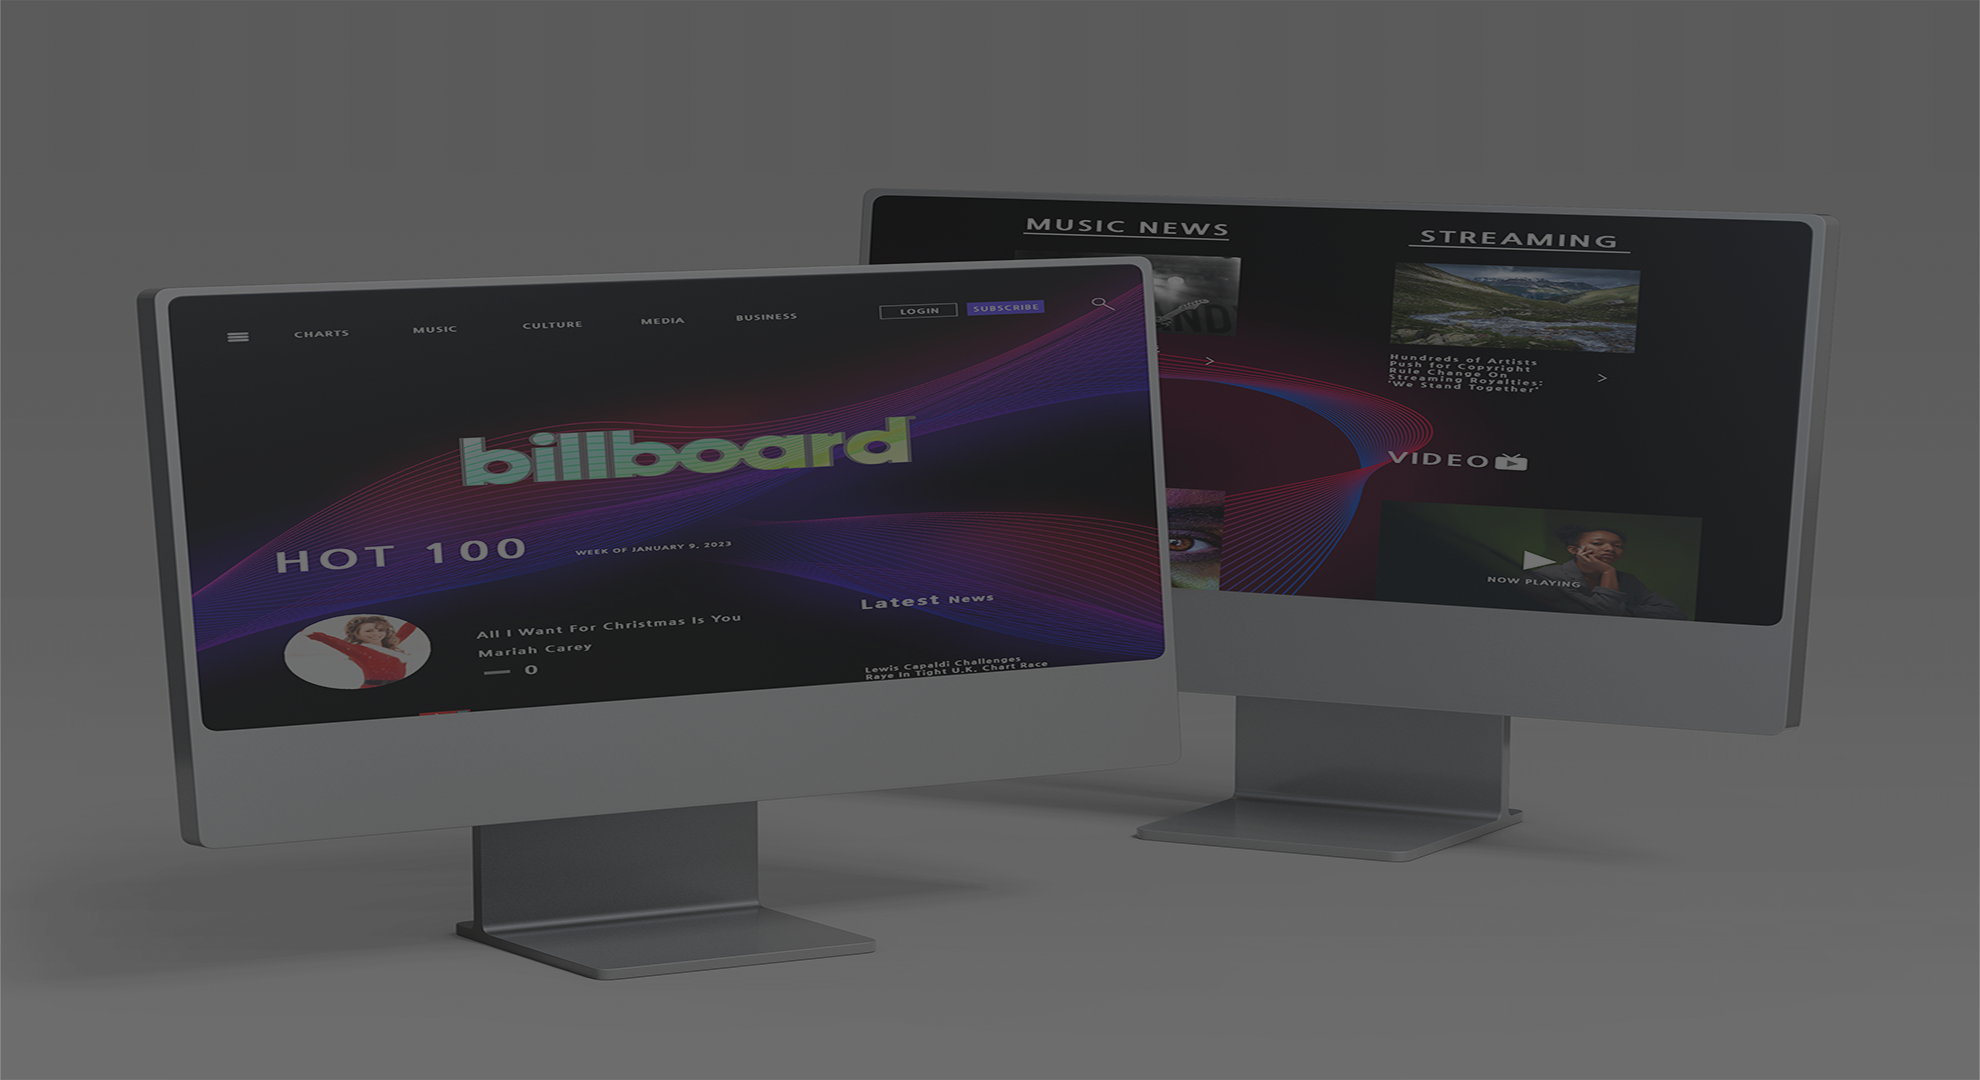 CHARTS
MUSIC
CULTURE
MEDIA
BUSINESS
LOGIN
SUBSCRIBE
billboard
HOT 100
WEEK OF JANUARY 9, 2023
All I Want For Christmas Is You
Mariah Carey
0
Latest News
Lewis Capaldi Challenges
Raye In Tight U.K. Chart Race
MUSIC NEWS
STREAMING
Hundreds of Artists
Push for Copyright
Rule Change On
Streaming Royalties:
'We Stand Together'
VIDEO
NOW PLAYING